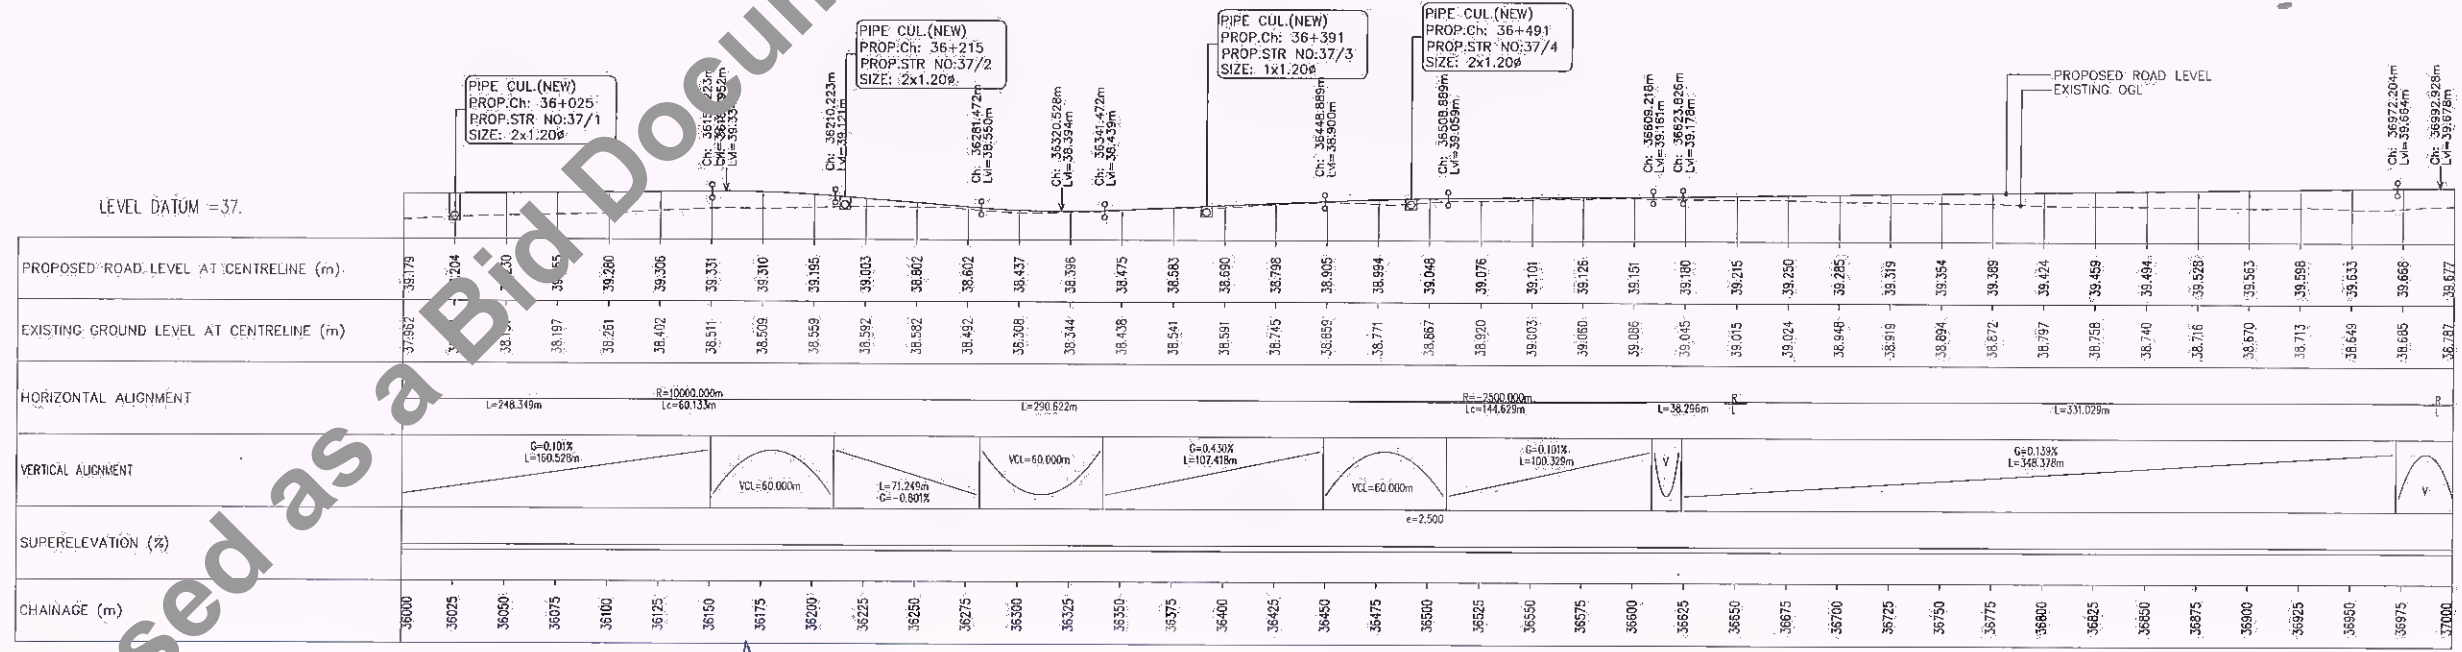 PIPE CUL.(NEW)
PROP.Ch: 36+025
PROP.STR NO:37/1
SIZE: 2x1.20ø
PIPE CUL.(NEW)
PROP.Ch: 36+215
PROP.STR NO:37/2
SIZE: 2x1.20ø
PIPE CUL.(NEW)
PROP.Ch: 36+391
PROP.STR NO:37/3
SIZE: 1x1.20ø
PIPE CUL.(NEW)
PROP.Ch: 36+491
PROP.STR NO:37/4
SIZE: 2x1.20ø
Ch: 36210.223m
Lvl=39.121m
Ch: 36281.472m
Lvl=38.550m
Ch: 36320.528m
Lvl=38.394m
Ch: 36341.472m
Lvl=38.439m
Ch: 36448.889m
Lvl=38.900m
Ch: 36508.889m
Lvl=39.059m
Ch: 36609.218m
Lvl=39.161m
Ch: 36623.826m
Lvl=39.178m
PROPOSED ROAD LEVEL
EXISTING OGL
Ch: 36972.204m
Lvl=39.664m
Ch: 36992.928m
Lvl=39.678m
LEVEL DATUM =37.
PROPOSED ROAD LEVEL AT CENTRELINE (m)
39.179 39.280 39.306 39.331 39.310 39.195 39.003 38.802 38.602 38.437 38.396 38.475 38.583 38.690 38.798 38.905 38.994 39.048 39.076 39.101 39.126 39.151 39.180 39.215 39.250 39.285 39.319 39.354 39.389 39.424 39.459 39.494 39.528 39.563 39.598 39.633 39.668 39.677
EXISTING GROUND LEVEL AT CENTRELINE (m)
37.962 38.197 38.261 38.402 38.511 38.509 38.559 38.592 38.582 38.492 38.308 38.344 38.438 38.541 38.591 38.745 38.859 38.771 38.867 38.920 39.003 39.060 39.086 39.045 39.015 39.024 38.948 38.919 38.894 38.872 38.797 38.758 38.740 38.716 38.670 38.713 38.649 38.685 38.787
HORIZONTAL ALIGNMENT
L=248.349m
R=10000.000m
Lc=60.133m
L=290.622m
R=-2500.000m
Lc=144.629m
L=38.296m
R
L
L=331.029m
R
L
VERTICAL ALIGNMENT
G=0.101%
L=160.528m
VCL=60.000m
L=71.249m
G=-0.801%
VCL=60.000m
G=0.430%
L=107.418m
VCL=60.000m
G=0.101%
L=100.329m
V
G=0.139%
L=348.378m
V
SUPERELEVATION (%)
e=2.500
CHAINAGE (m)
36000 36025 36050 36075 36100 36125 36150 36175 36200 36225 36250 36275 36300 36325 36350 36375 36400 36425 36450 36475 36500 36525 36550 36575 36600 36625 36650 36675 36700 36725 36750 36775 36800 36825 36850 36875 36900 36925 36950 36975 37000
sed as a Bid Docum